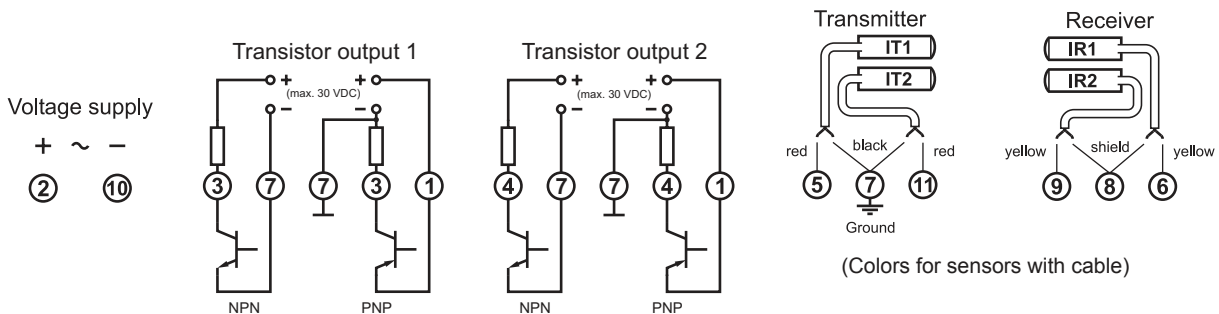 Voltage supply
+ ~ −
2 10
Transistor output 1
+ +
(max. 30 VDC)
− −
3 7 7 3 1
NPN PNP
Transistor output 2
+ +
(max. 30 VDC)
− −
4 7 7 4 1
NPN PNP
Transmitter
IT1
IT2
red black red
5 7 11
Ground
Receiver
IR1
IR2
yellow shield yellow
9 8 6
(Colors for sensors with cable)